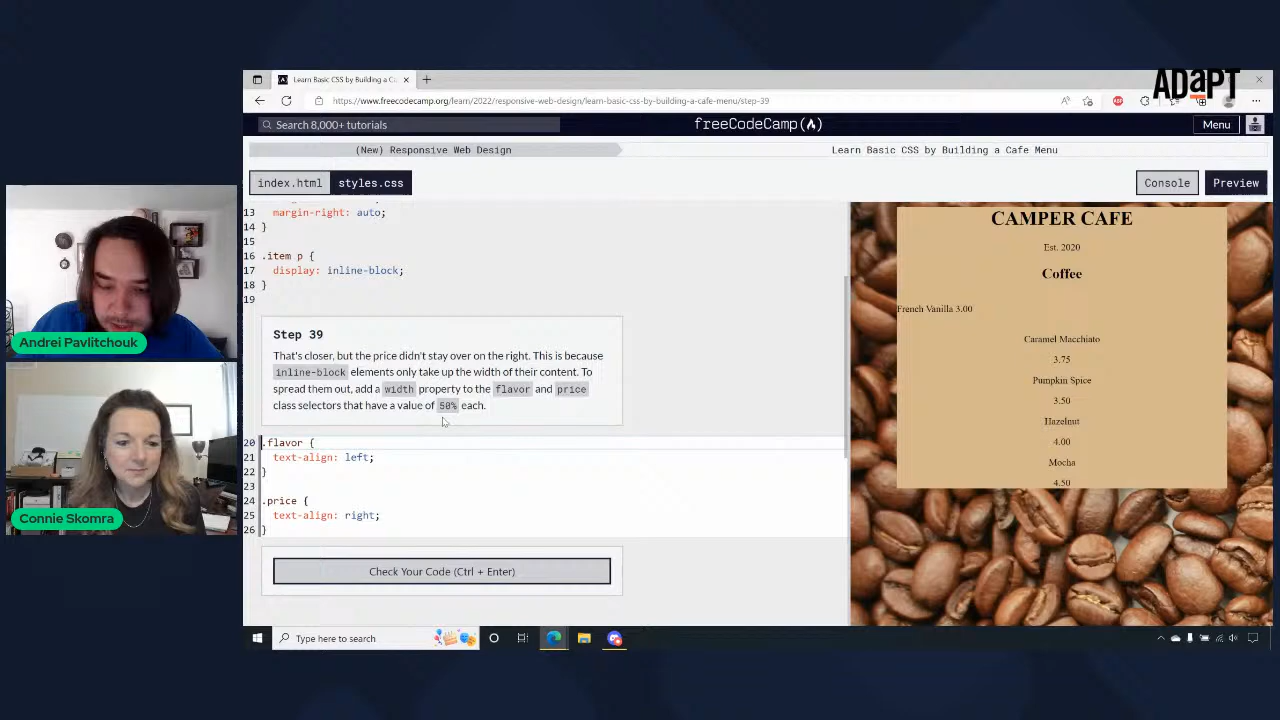 ADaPT
Learn Basic CSS by Building a C
https://www.freecodecamp.org/learn/2022/responsive-web-design/learn-basic-css-by-building-a-cafe-menu/step-39
Search 8,000+ tutorials
freeCodeCamp
Menu
(New) Responsive Web Design
Learn Basic CSS by Building a Cafe Menu
index.html
styles.css
Console
Preview
13 margin-right: auto;
14 }
15
16 .item p {
17 display: inline-block;
18 }
19
Step 39
That's closer, but the price didn't stay over on the right. This is because
inline-block elements only take up the width of their content. To
spread them out, add a width property to the flavor and price
class selectors that have a value of 50% each.
20 .flavor {
21 text-align: left;
22 }
23
24 .price {
25 text-align: right;
26 }
Check Your Code (Ctrl + Enter)
CAMPER CAFE
Est. 2020
Coffee
French Vanilla 3.00
Caramel Macchiato
3.75
Pumpkin Spice
3.50
Hazelnut
4.00
Mocha
4.50
Andrei Pavlitchouk
Connie Skomra
Type here to search